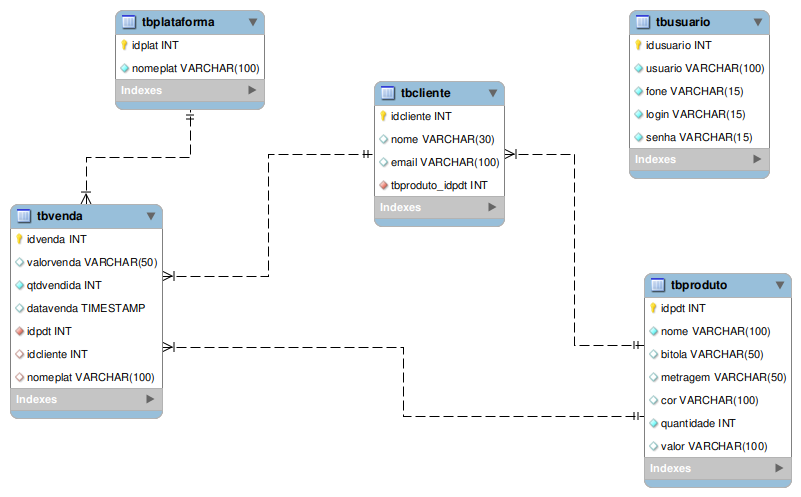 tbplataforma
idplat INT
nomeplat VARCHAR(100)
Indexes
tbusuario
idusuario INT
usuario VARCHAR(100)
fone VARCHAR(15)
login VARCHAR(15)
senha VARCHAR(15)
Indexes
tbcliente
idcliente INT
nome VARCHAR(30)
email VARCHAR(100)
tbproduto_idpdt INT
Indexes
tbvenda
idvenda INT
valorvenda VARCHAR(50)
qtdvendida INT
datavenda TIMESTAMP
idpdt INT
idcliente INT
nomeplat VARCHAR(100)
Indexes
tbproduto
idpdt INT
nome VARCHAR(100)
bitola VARCHAR(50)
metragem VARCHAR(50)
cor VARCHAR(100)
quantidade INT
valor VARCHAR(100)
Indexes